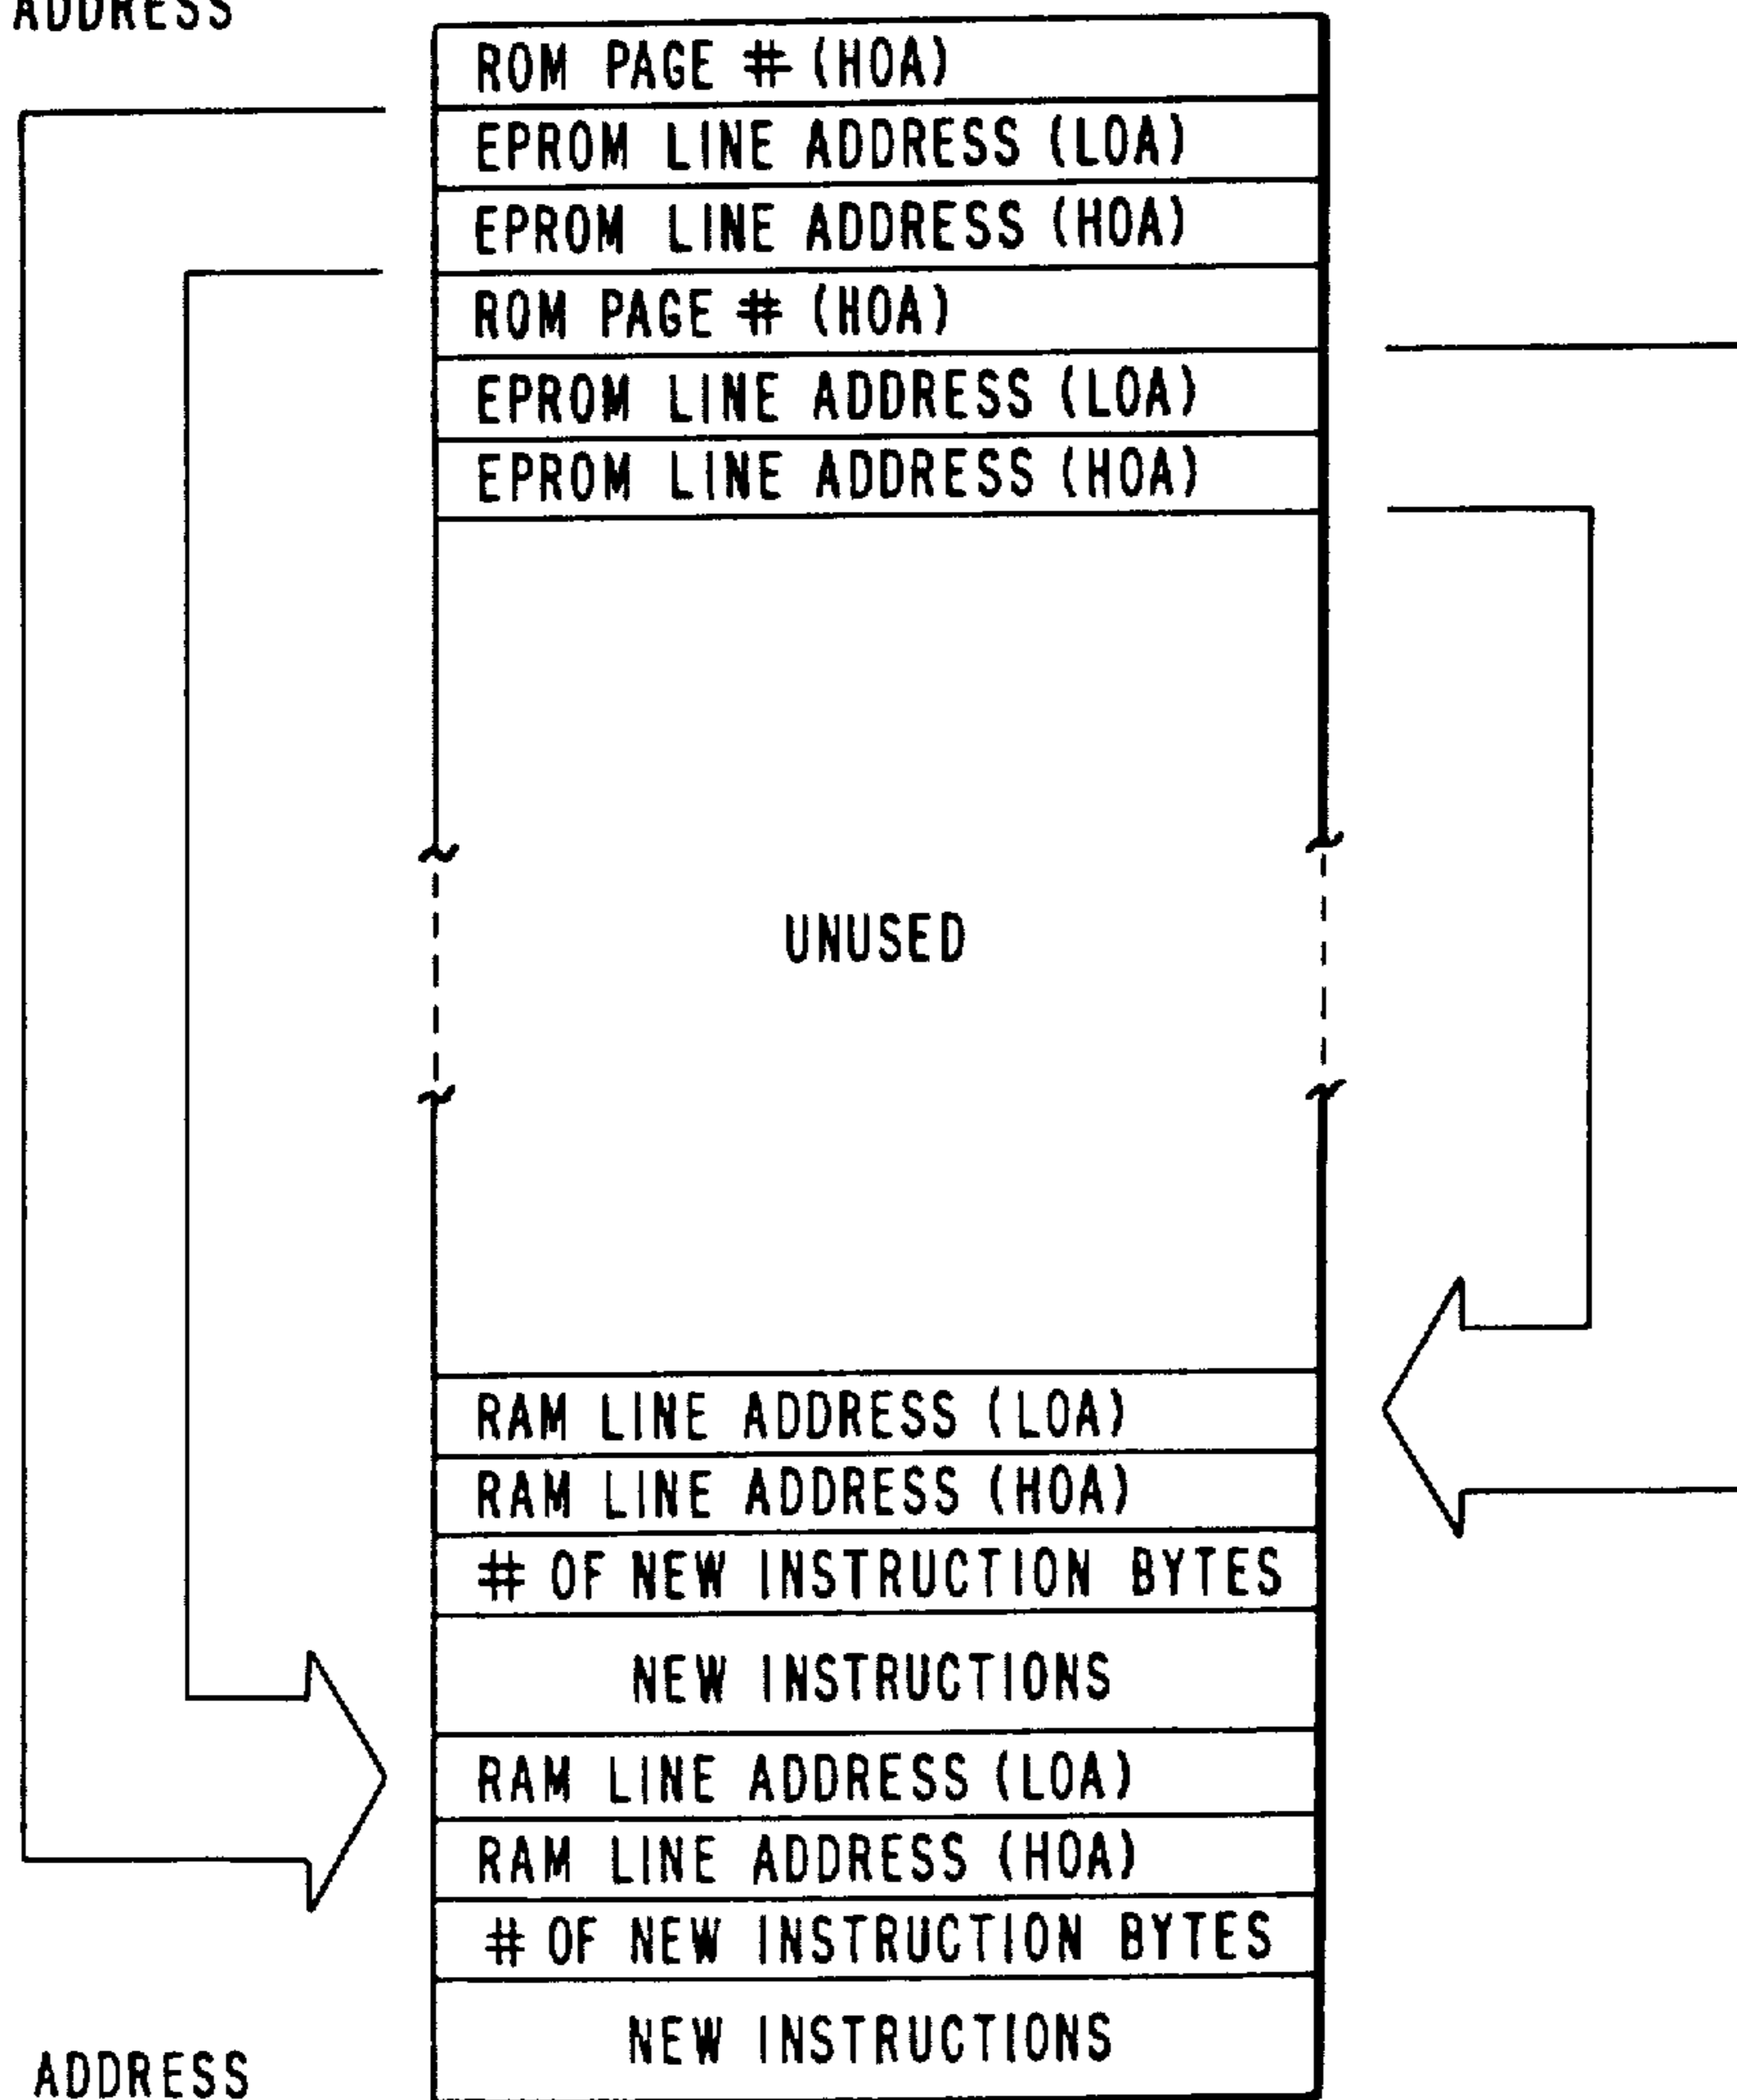 ADDRESS
ROM PAGE # (HOA)
EPROM LINE ADDRESS (LOA)
EPROM LINE ADDRESS (HOA)
ROM PAGE # (HOA)
EPROM LINE ADDRESS (LOA)
EPROM LINE ADDRESS (HOA)
UNUSED
RAM LINE ADDRESS (LOA)
RAM LINE ADDRESS (HOA)
# OF NEW INSTRUCTION BYTES
NEW INSTRUCTIONS
RAM LINE ADDRESS (LOA)
RAM LINE ADDRESS (HOA)
# OF NEW INSTRUCTION BYTES
NEW INSTRUCTIONS
ADDRESS